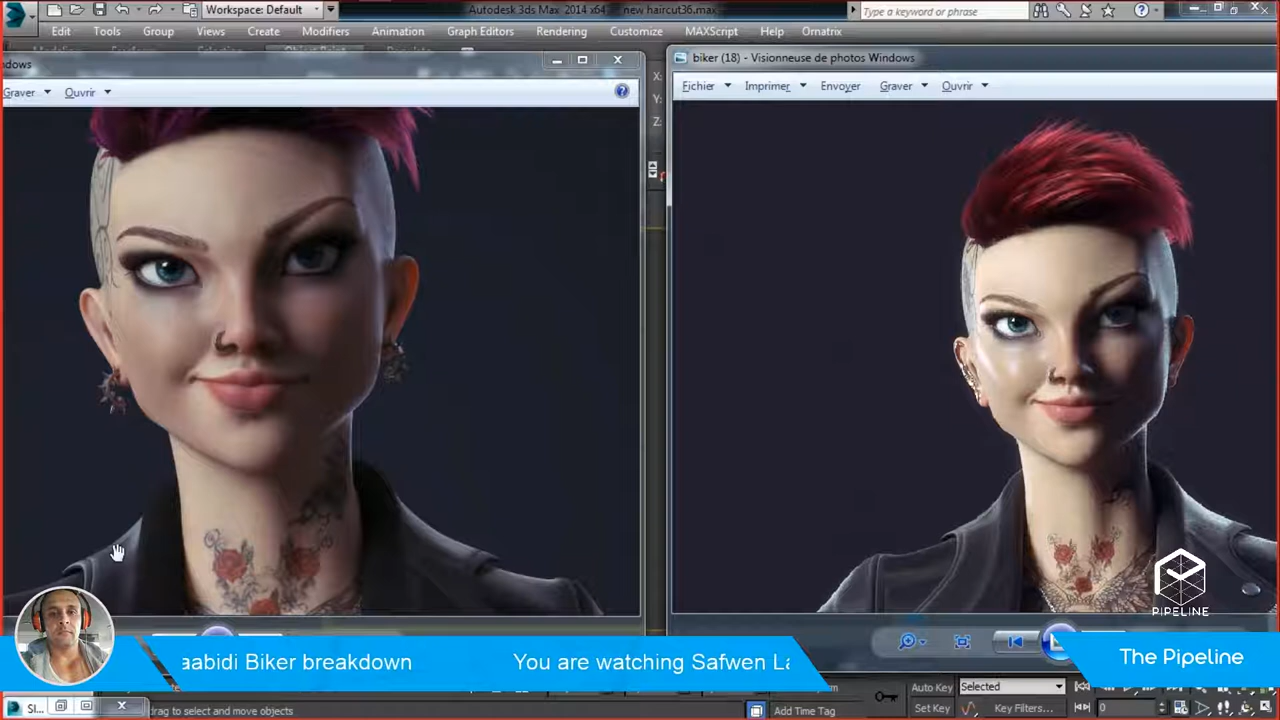 Workspace: Default
Autodesk 3ds Max 2014 x64
new haircut36.max
Type a keyword or phrase
Edit Tools Group Views Create Modifiers Animation Graph Editors Rendering Customize MAXScript Help Ornatrix
ndows
biker (18) - Visionneuse de photos Windows
X:
Y:
Z:
Graver Ouvrir
Fichier Imprimer Envoyer Graver Ouvrir
PIPELINE
aabidi Biker breakdown
You are watching Safwen La
The Pipeline
Auto Key Selected
Set Key Key Filters... 0
drag to select and move objects
Add Time Tag